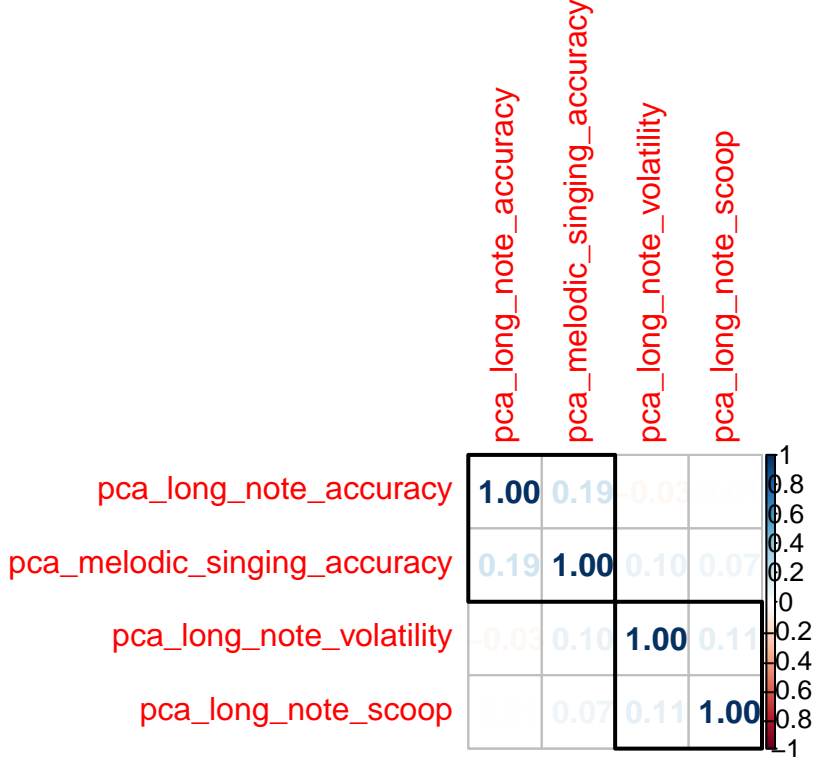 pca_long_note_accuracy
pca_melodic_singing_accuracy
pca_long_note_volatility
pca_long_note_scoop
pca_long_note_accuracy 1.00 0.19 -0.03
pca_melodic_singing_accuracy 0.19 1.00 0.10 0.07
pca_long_note_volatility -0.03 0.10 1.00 0.11
pca_long_note_scoop 0.07 0.11 1.00
1
0.8
0.6
0.4
0.2
0
-0.2
-0.4
-0.6
-0.8
-1